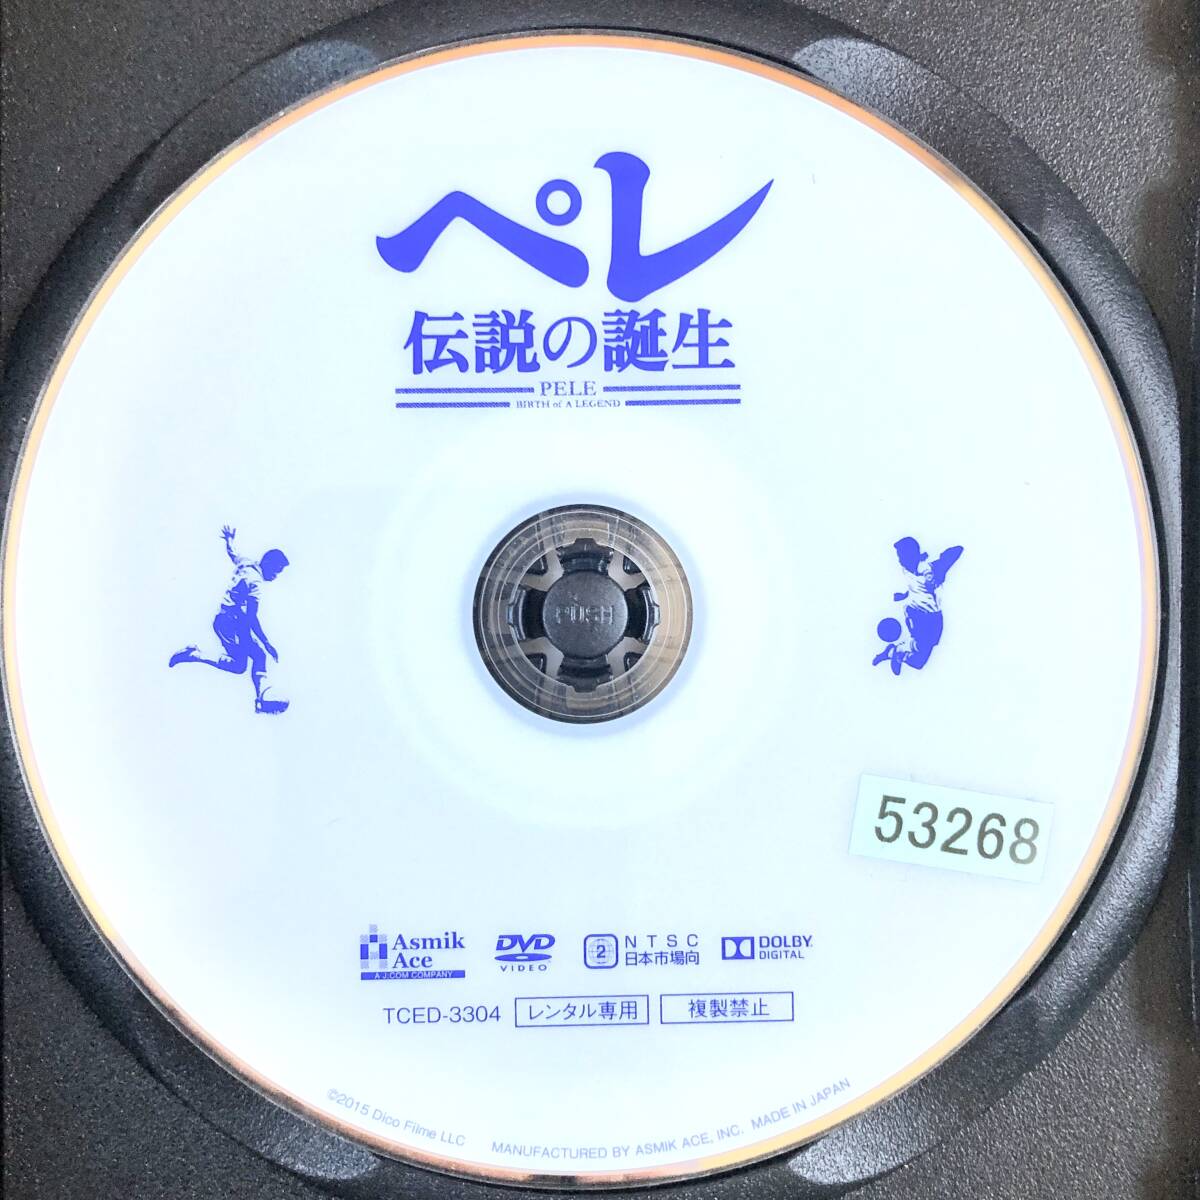 ペレ
伝説の誕生
PELE
BIRTH of A LEGEND
PUSH
53268
Asmik
Ace
A J:COM COMPANY
DVD
VIDEO
2
NTSC
日本市場向
DOLBY
DIGITAL
TCED-3304 レンタル専用 複製禁止
©2015 Dico Filme LLC
MANUFACTURED BY ASMIK ACE, INC. MADE IN JAPAN